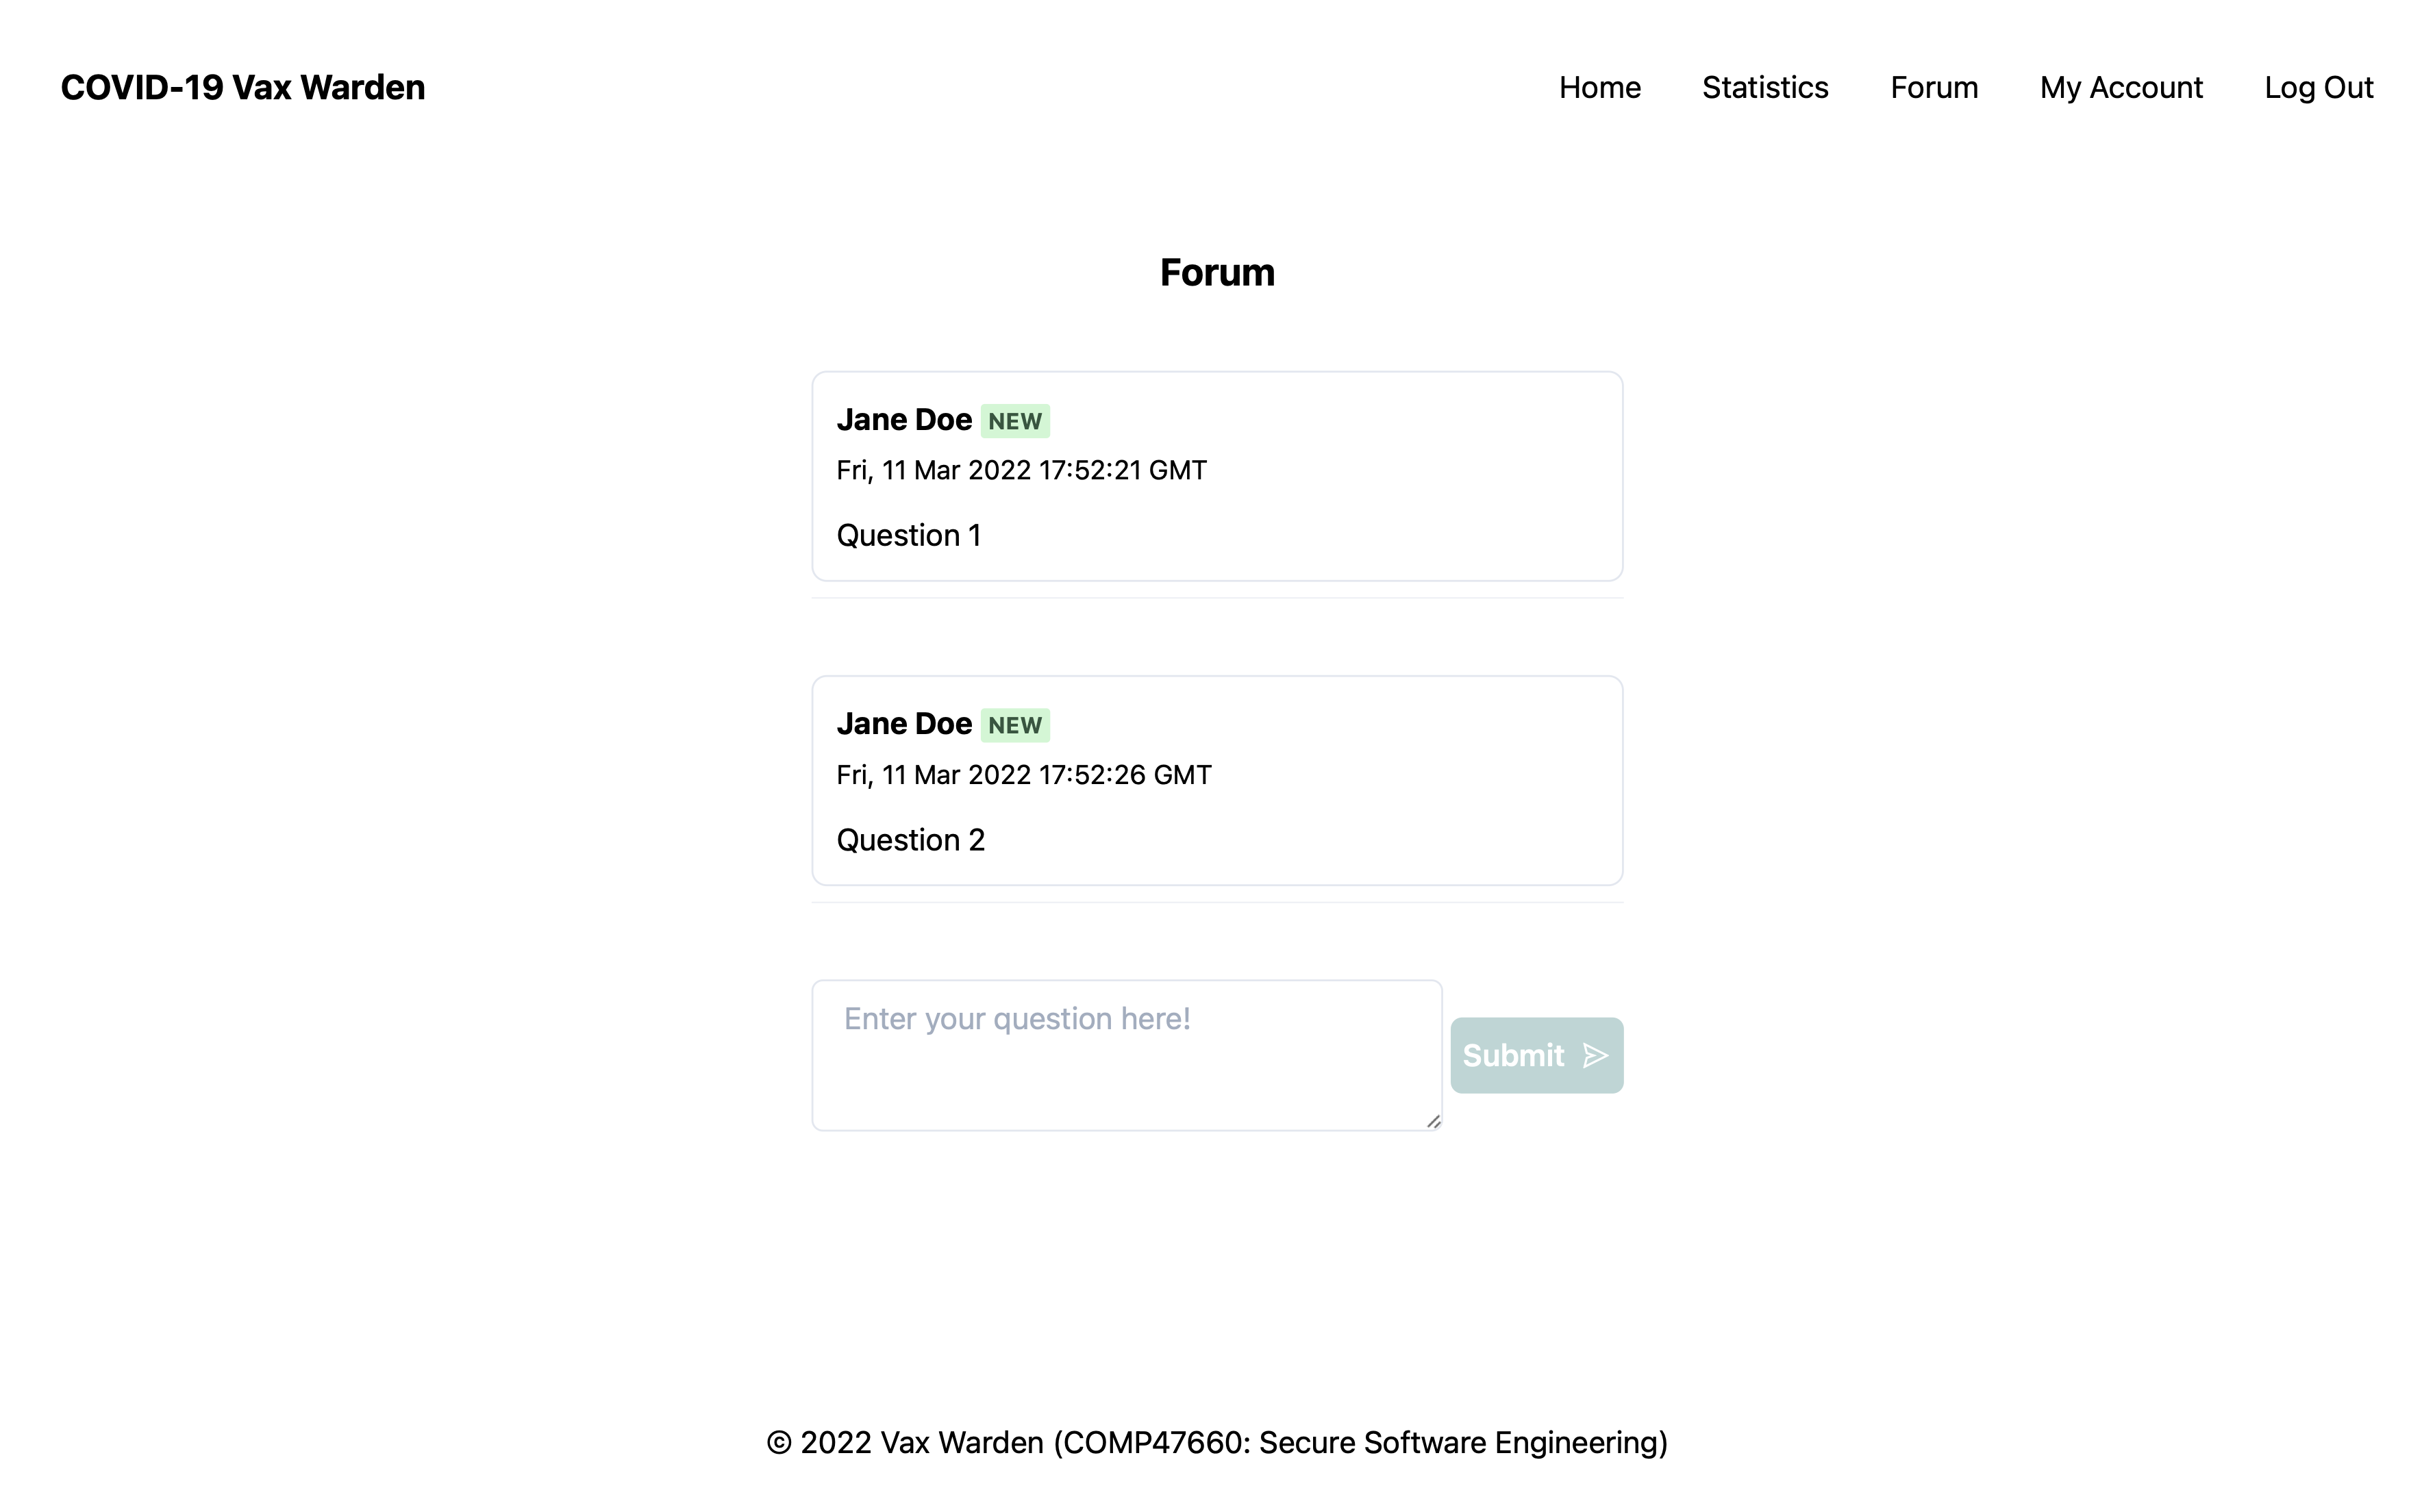 COVID-19 Vax Warden
Home Statistics Forum My Account Log Out
Forum
Jane Doe NEW
Fri, 11 Mar 2022 17:52:21 GMT
Question 1
Jane Doe NEW
Fri, 11 Mar 2022 17:52:26 GMT
Question 2
Enter your question here!
Submit
© 2022 Vax Warden (COMP47660: Secure Software Engineering)